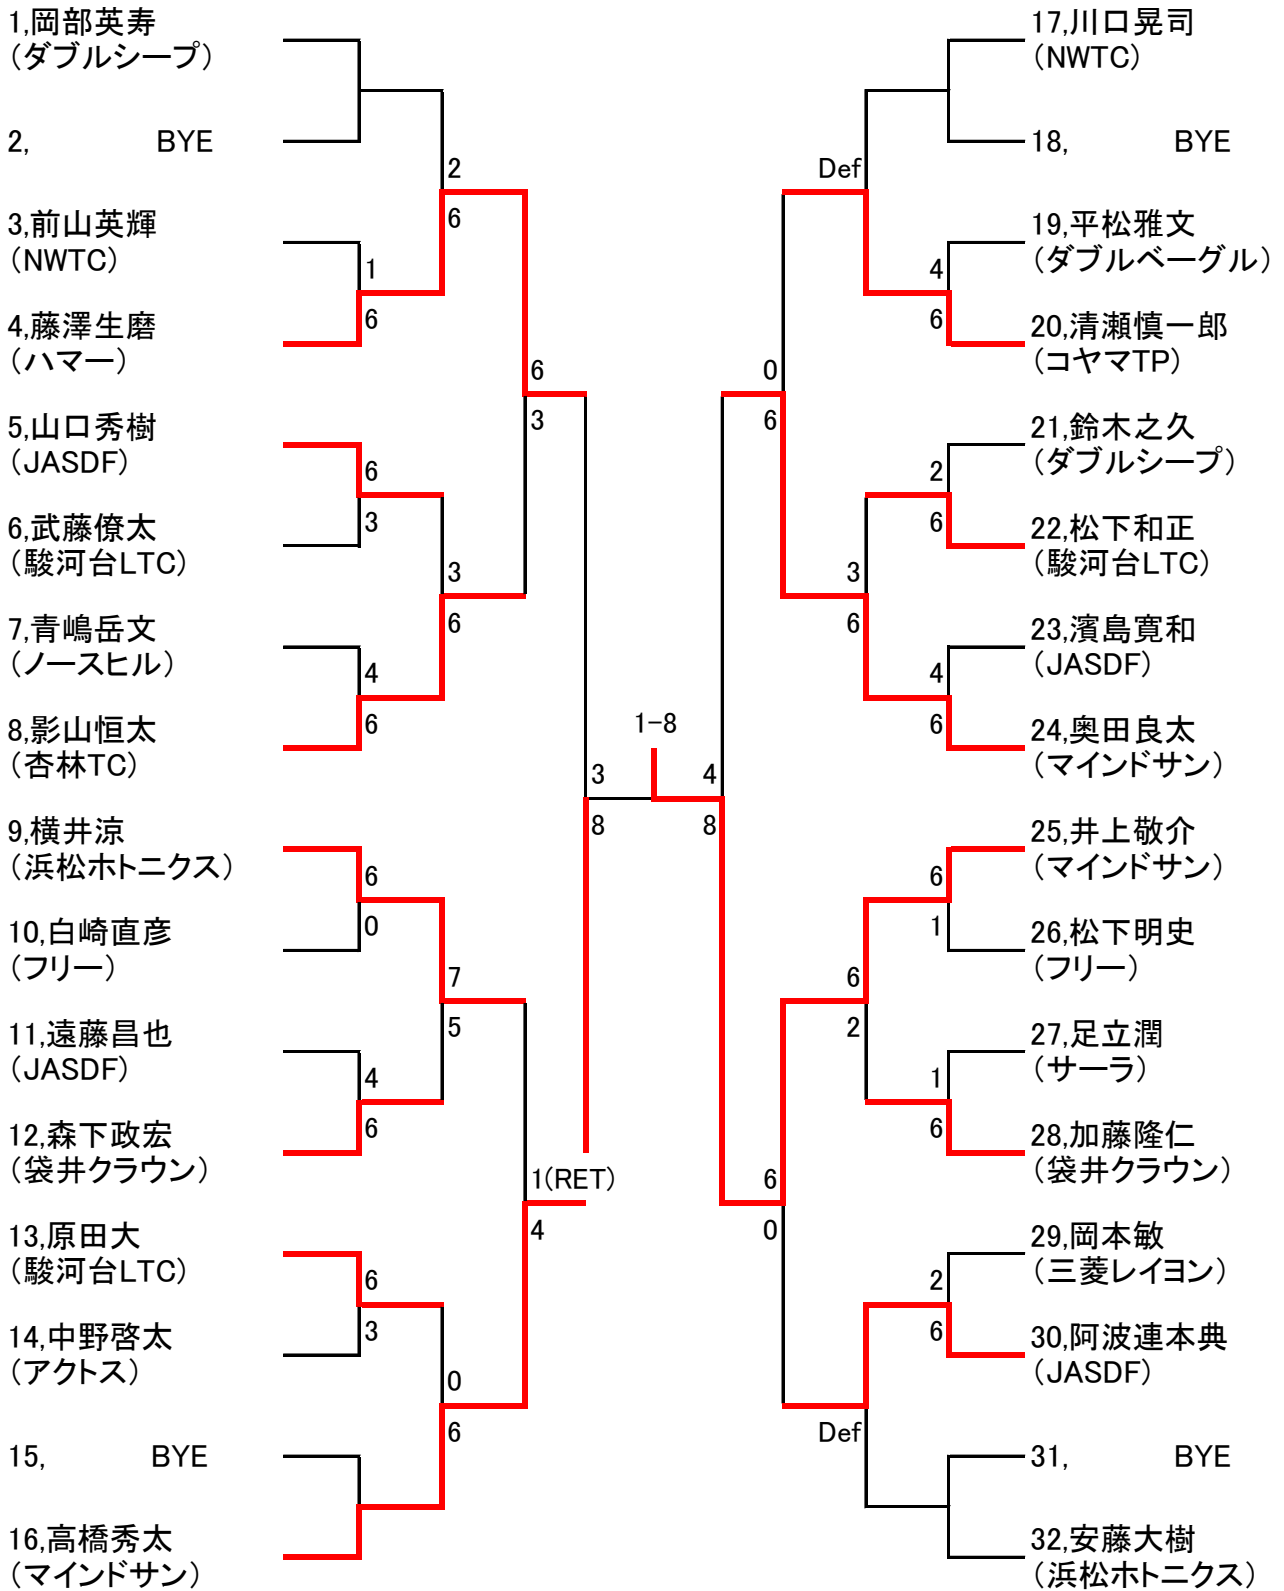 1,岡部英寿
(ダブルシープ)
2, BYE
3,前山英輝
(NWTC)
4,藤澤生磨
(ハマー)
5,山口秀樹
(JASDF)
6,武藤僚太
(駿河台LTC)
7,青嶋岳文
(ノースヒル)
8,影山恒太
(杏林TC)
9,横井涼
(浜松ホトニクス)
10,白崎直彦
(フリー)
11,遠藤昌也
(JASDF)
12,森下政宏
(袋井クラウン)
13,原田大
(駿河台LTC)
14,中野啓太
(アクトス)
15, BYE
16,高橋秀太
(マインドサン)
1
6
6
3
4
6
6
0
4
6
6
3
2
6
3
6
7
5
0
6
6
3
1(RET)
4
3
8
1-8
4
8
0
6
6
0
Def
3
6
6
2
Def
4
6
2
6
4
6
6
1
1
6
2
6
17,川口晃司
(NWTC)
18, BYE
19,平松雅文
(ダブルベーグル)
20,清瀬慎一郎
(コヤマTP)
21,鈴木之久
(ダブルシープ)
22,松下和正
(駿河台LTC)
23,濱島寛和
(JASDF)
24,奥田良太
(マインドサン)
25,井上敬介
(マインドサン)
26,松下明史
(フリー)
27,足立潤
(サーラ)
28,加藤隆仁
(袋井クラウン)
29,岡本敏
(三菱レイヨン)
30,阿波連本典
(JASDF)
31, BYE
32,安藤大樹
(浜松ホトニクス)